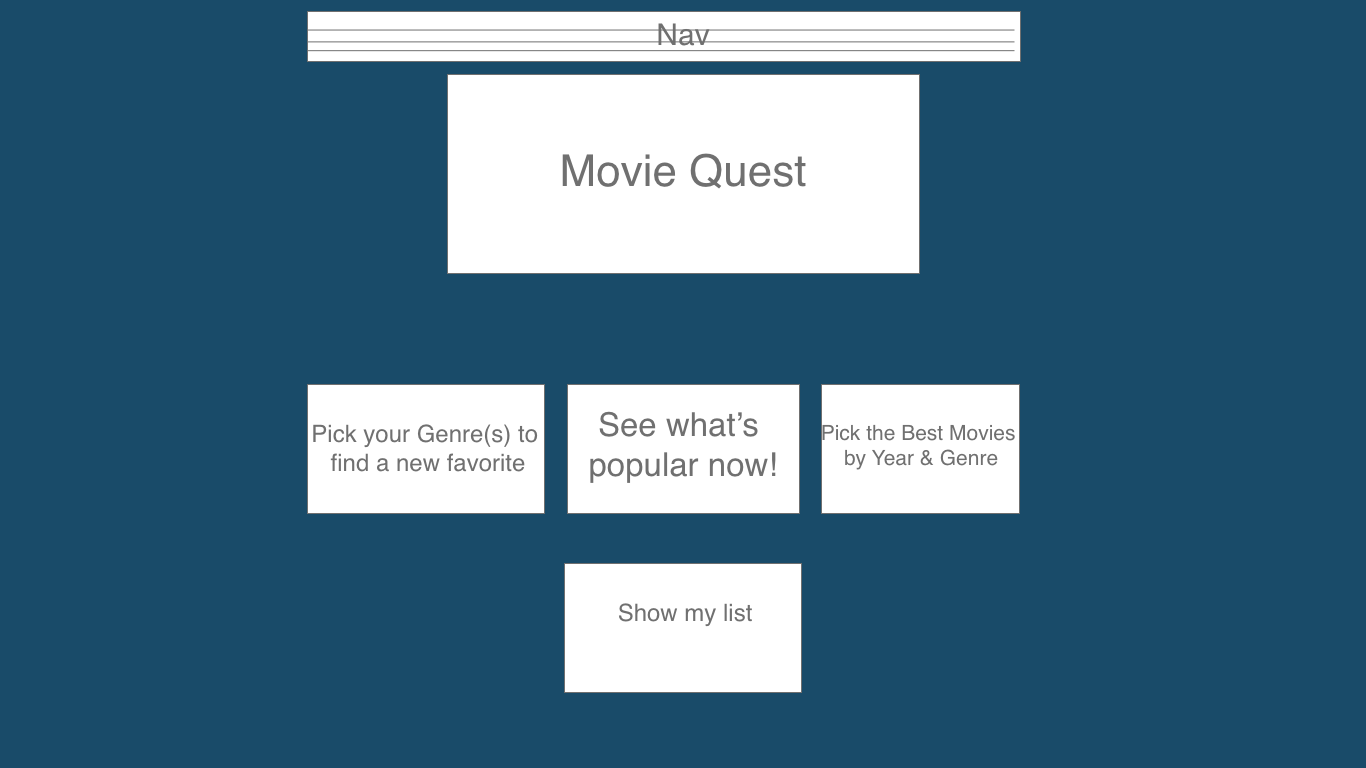 Nav
Movie Quest
Pick your Genre(s) to
find a new favorite
See what’s
popular now!
Pick the Best Movies
by Year & Genre
Show my list